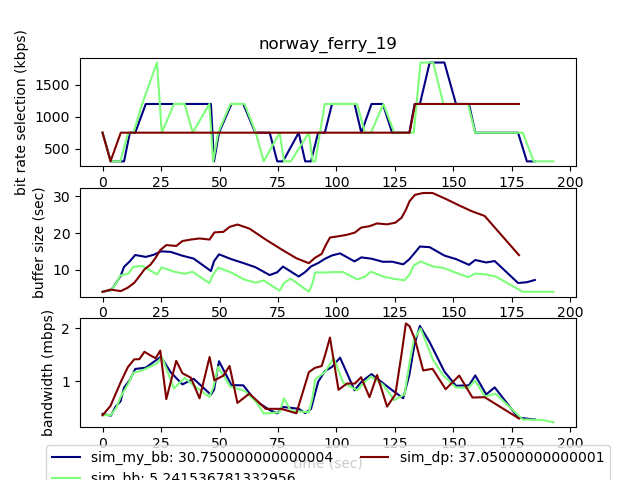 norway_ferry_19
bit rate selection (kbps)
1500
1000
500
0 25 50 75 100 125 150 175 200
buffer size (sec)
30
20
10
0 25 50 75 100 125 150 175 200
bandwidth (mbps)
2
1
0 25 50 75 100 125 150 175 200
time (sec)
sim_my_bb: 30.750000000000004
sim_dp: 37.05000000000001
sim_bb: 5.241536781332956